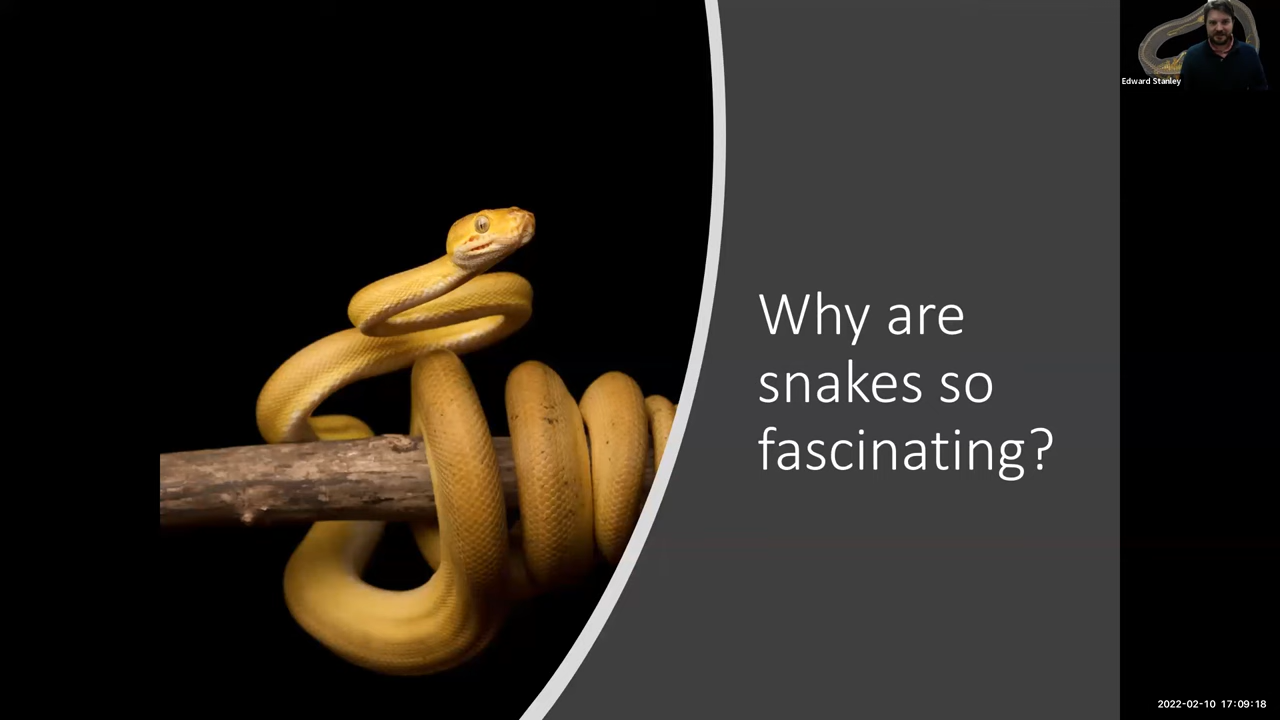 Edward Stanley
Why are
snakes so
fascinating?
2022-02-10 17:09:18